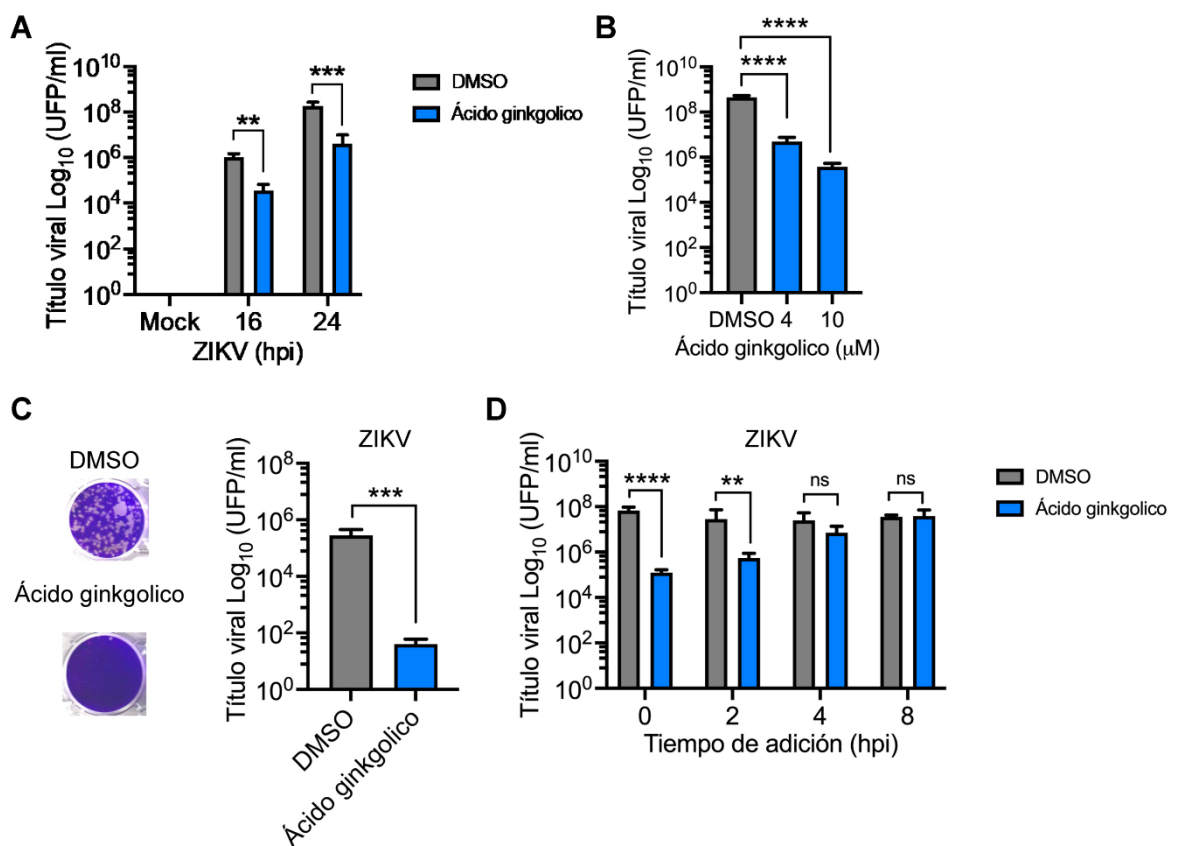 A
Título viral Log10 (UFP/ml)
10^10
10^8
10^6
10^4
10^2
10^0
**
***
Mock
16
24
ZIKV (hpi)
DMSO
Ácido ginkgolico
B
Título viral Log10 (UFP/ml)
10^10
10^8
10^6
10^4
10^2
10^0
****
****
DMSO 4 10
Ácido ginkgolico (μM)
C
DMSO
Ácido ginkgolico
ZIKV
Título viral Log10 (UFP/ml)
10^8
10^6
10^4
10^2
10^0
***
DMSO
Ácido ginkgolico
D
ZIKV
Título viral Log10 (UFP/ml)
10^10
10^8
10^6
10^4
10^2
10^0
****
**
ns
ns
0 2 4 8
Tiempo de adición (hpi)
DMSO
Ácido ginkgolico